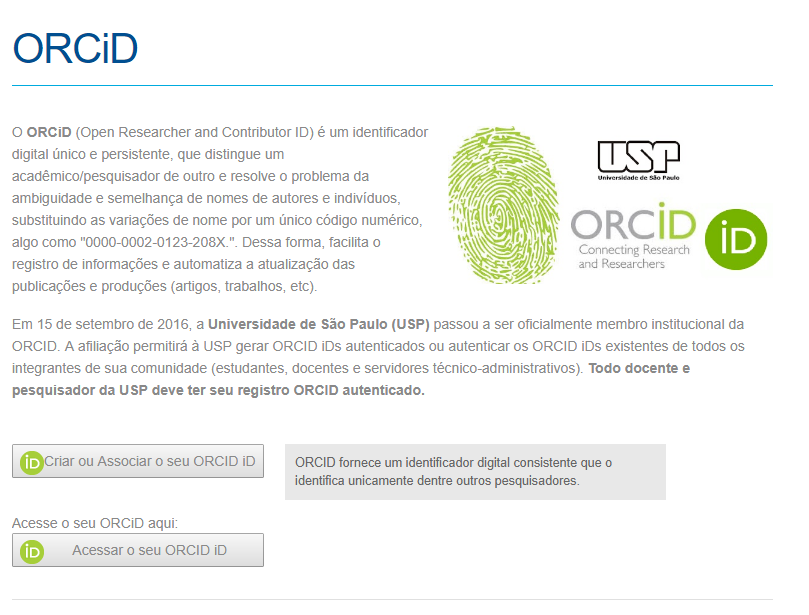 ORCiD
O ORCiD (Open Researcher and Contributor ID) é um identificador
digital único e persistente, que distingue um
acadêmico/pesquisador de outro e resolve o problema da
ambiguidade e semelhança de nomes de autores e indivíduos,
substituindo as variações de nome por um único código numérico,
algo como "0000-0002-0123-208X.". Dessa forma, facilita o
registro de informações e automatiza a atualização das
publicações e produções (artigos, trabalhos, etc).
USP
Universidade de São Paulo
ORCiD
Connecting Research
and Researchers
iD
Em 15 de setembro de 2016, a Universidade de São Paulo (USP) passou a ser oficialmente membro institucional da
ORCID. A afiliação permitirá à USP gerar ORCID iDs autenticados ou autenticar os ORCID iDs existentes de todos os
integrantes de sua comunidade (estudantes, docentes e servidores técnico-administrativos). Todo docente e
pesquisador da USP deve ter seu registro ORCID autenticado.
iD Criar ou Associar o seu ORCID iD
ORCID fornece um identificador digital consistente que o
identifica unicamente dentre outros pesquisadores.
Acesse o seu ORCiD aqui:
iD Acessar o seu ORCID iD